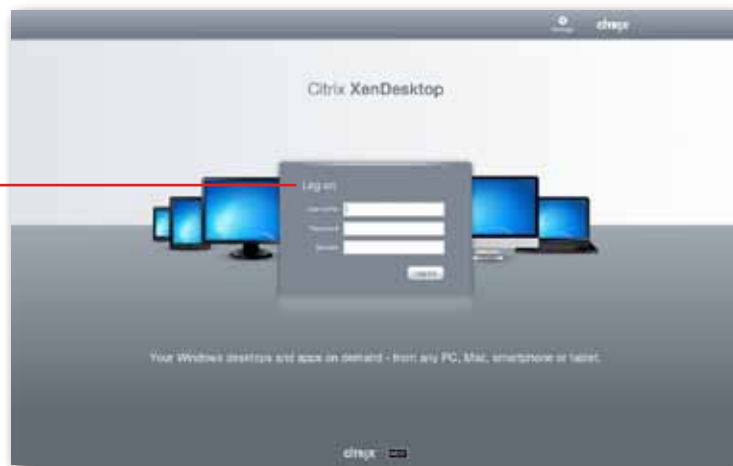 citrix
Citrix XenDesktop
Log on
User name:
Password:
Domain:
Log On
Your Windows desktops and apps on demand - from any PC, Mac, smartphone or tablet.
citrix